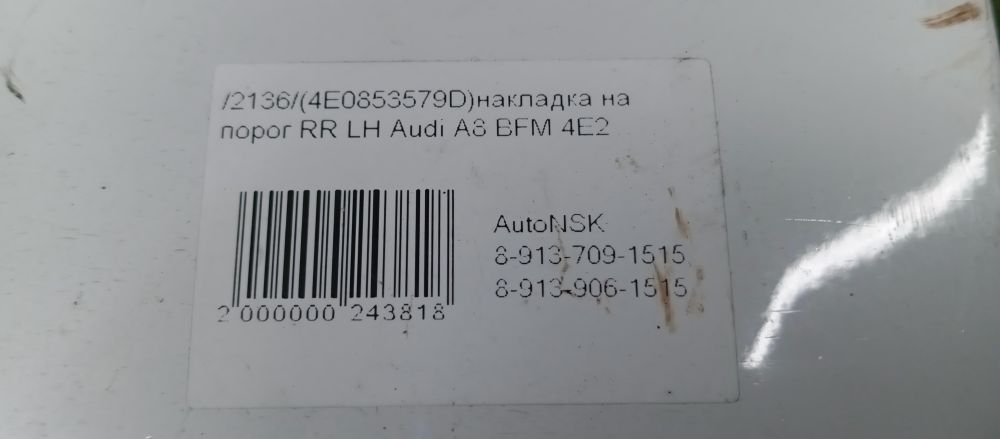 /2136/(4E0853579D)накладка на
порог RR LH Audi A8 BFM 4E2
AutoNSK
8-913-709-1515
8-913-906-1515
2 000000 243818